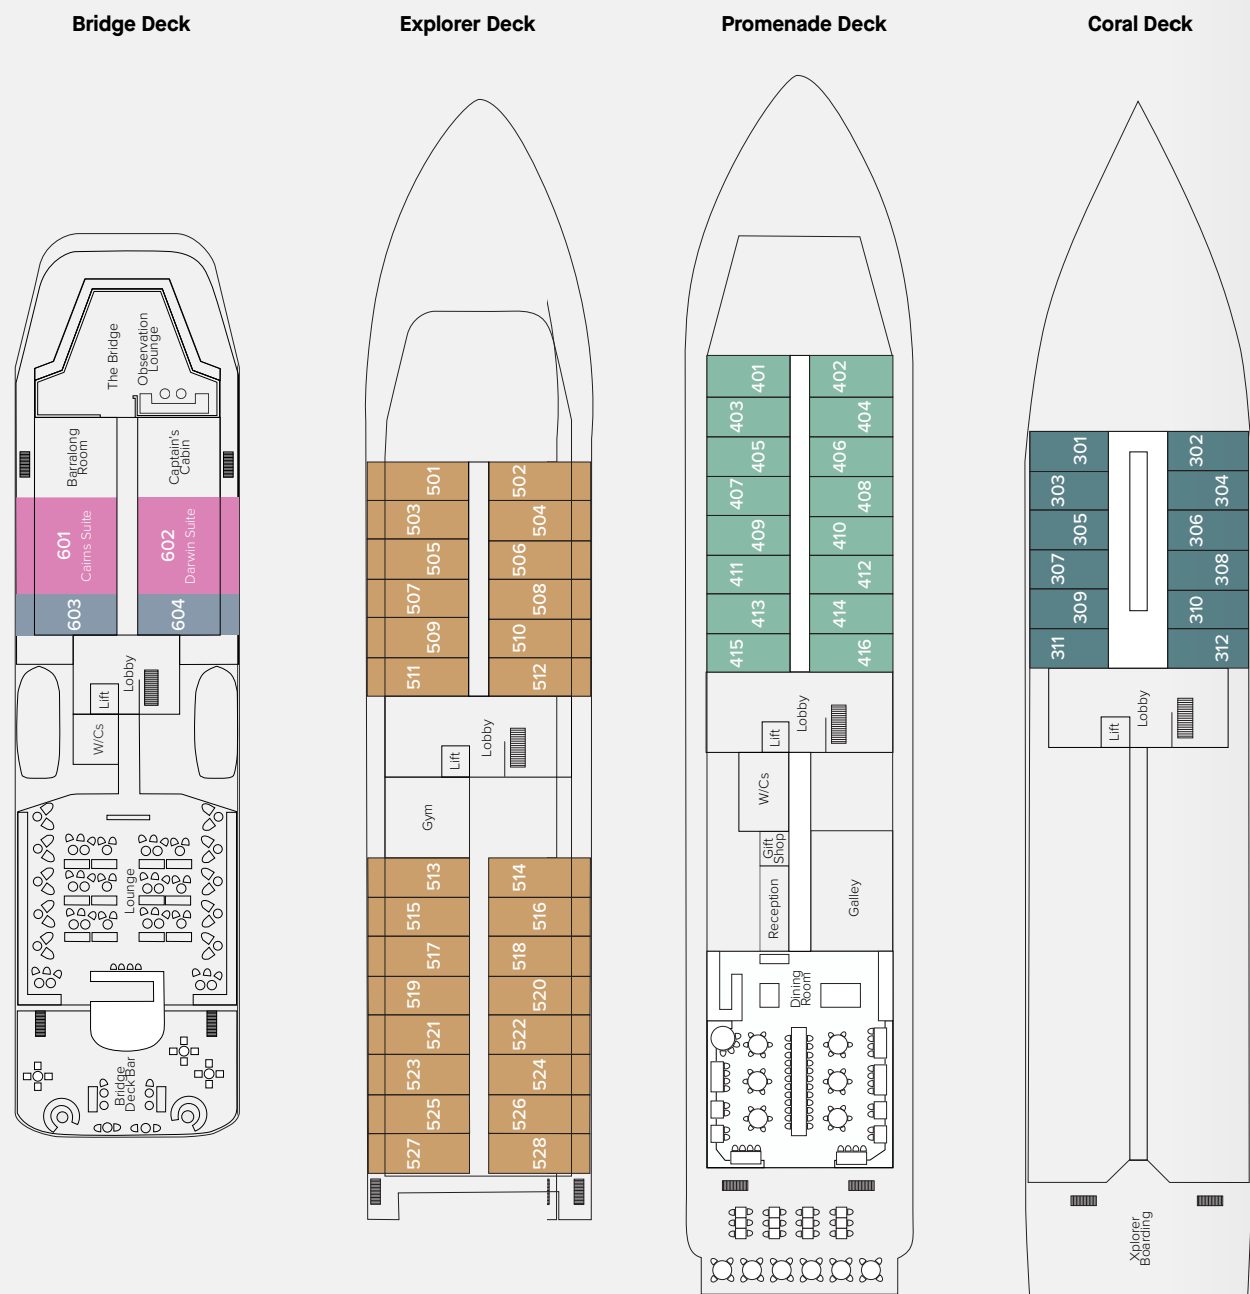 Bridge Deck
Explorer Deck
Promenade Deck
Coral Deck
The Bridge
Observation
Lounge
Barralong
Room
Captain's
Cabin
601
Cairns Suite
602
Darwin Suite
603
604
Lobby
Lift
W/Cs
Lounge
Bridge
Deck Bar
501
502
503
504
505
506
507
508
509
510
511
512
Lobby
Lift
Gym
513
514
515
516
517
518
519
520
521
522
523
524
525
526
527
528
401
402
403
404
405
406
407
408
409
410
411
412
413
414
415
416
Lobby
Lift
W/Cs
Gift
Shop
Reception
Galley
Dining
Room
301
302
303
304
305
306
307
308
309
310
311
312
Lobby
Lift
Xplorer
Boarding